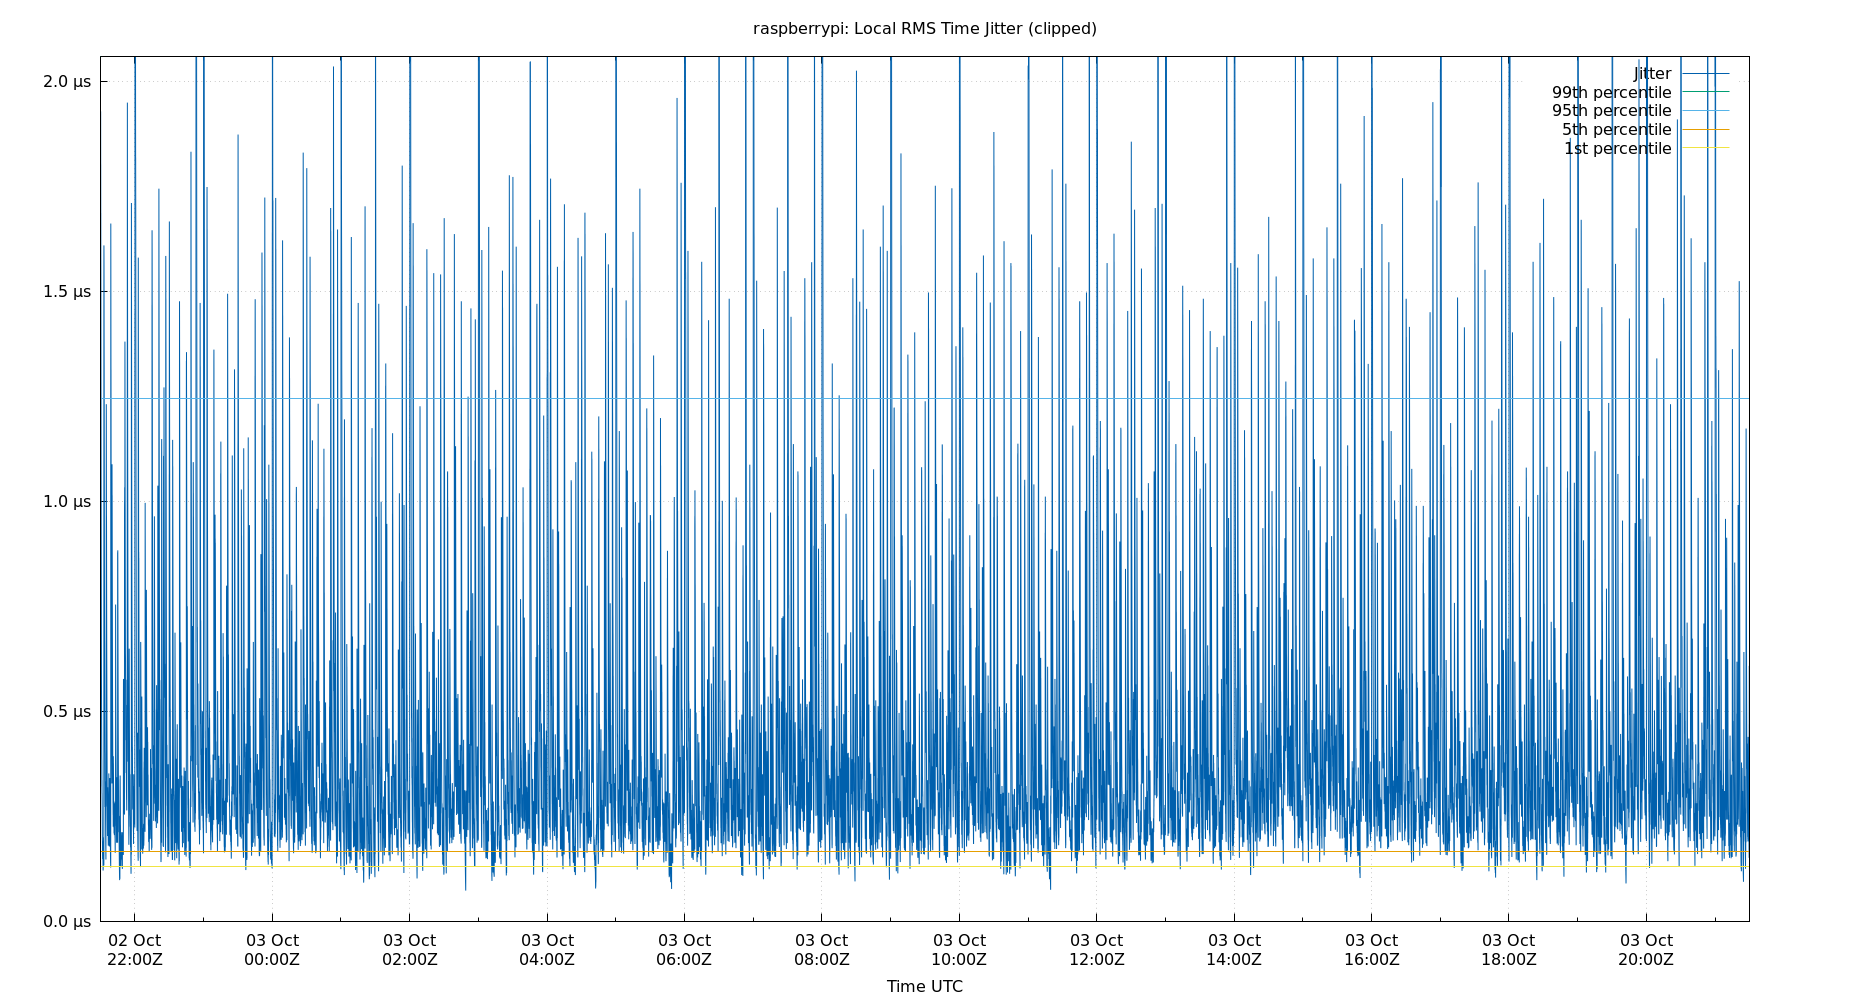 raspberrypi: Local RMS Time Jitter (clipped)
Jitter
99th percentile
95th percentile
5th percentile
1st percentile
2.0 µs
1.5 µs
1.0 µs
0.5 µs
0.0 µs
02 Oct 03 Oct 03 Oct 03 Oct 03 Oct 03 Oct 03 Oct 03 Oct 03 Oct 03 Oct 03 Oct 03 Oct
22:00Z 00:00Z 02:00Z 04:00Z 06:00Z 08:00Z 10:00Z 12:00Z 14:00Z 16:00Z 18:00Z 20:00Z
Time UTC